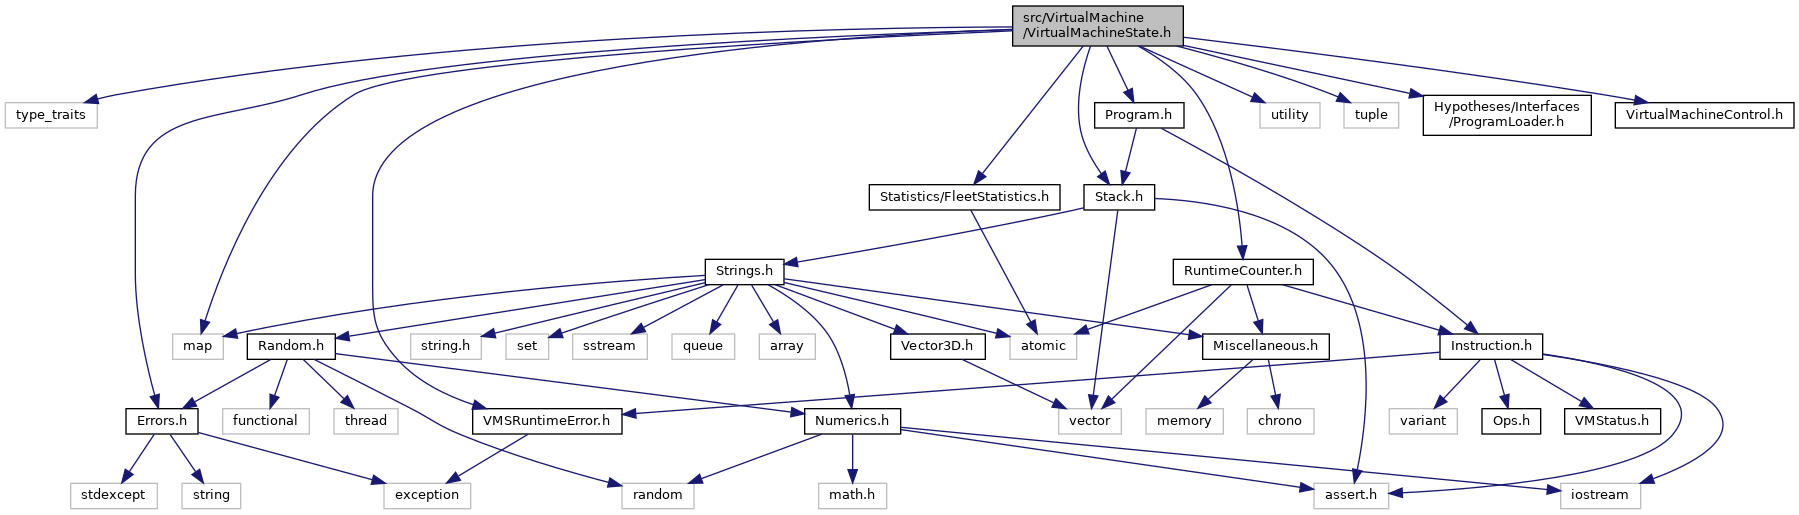 src/VirtualMachine
/VirtualMachineState.h
type_traits
Program.h
utility
tuple
Hypotheses/Interfaces
/ProgramLoader.h
VirtualMachineControl.h
Statistics/FleetStatistics.h
Stack.h
Strings.h
RuntimeCounter.h
map
Random.h
string.h
set
sstream
queue
array
Vector3D.h
atomic
Miscellaneous.h
Instruction.h
Errors.h
functional
thread
VMSRuntimeError.h
Numerics.h
vector
memory
chrono
variant
Ops.h
VMStatus.h
stdexcept
string
exception
random
math.h
assert.h
iostream